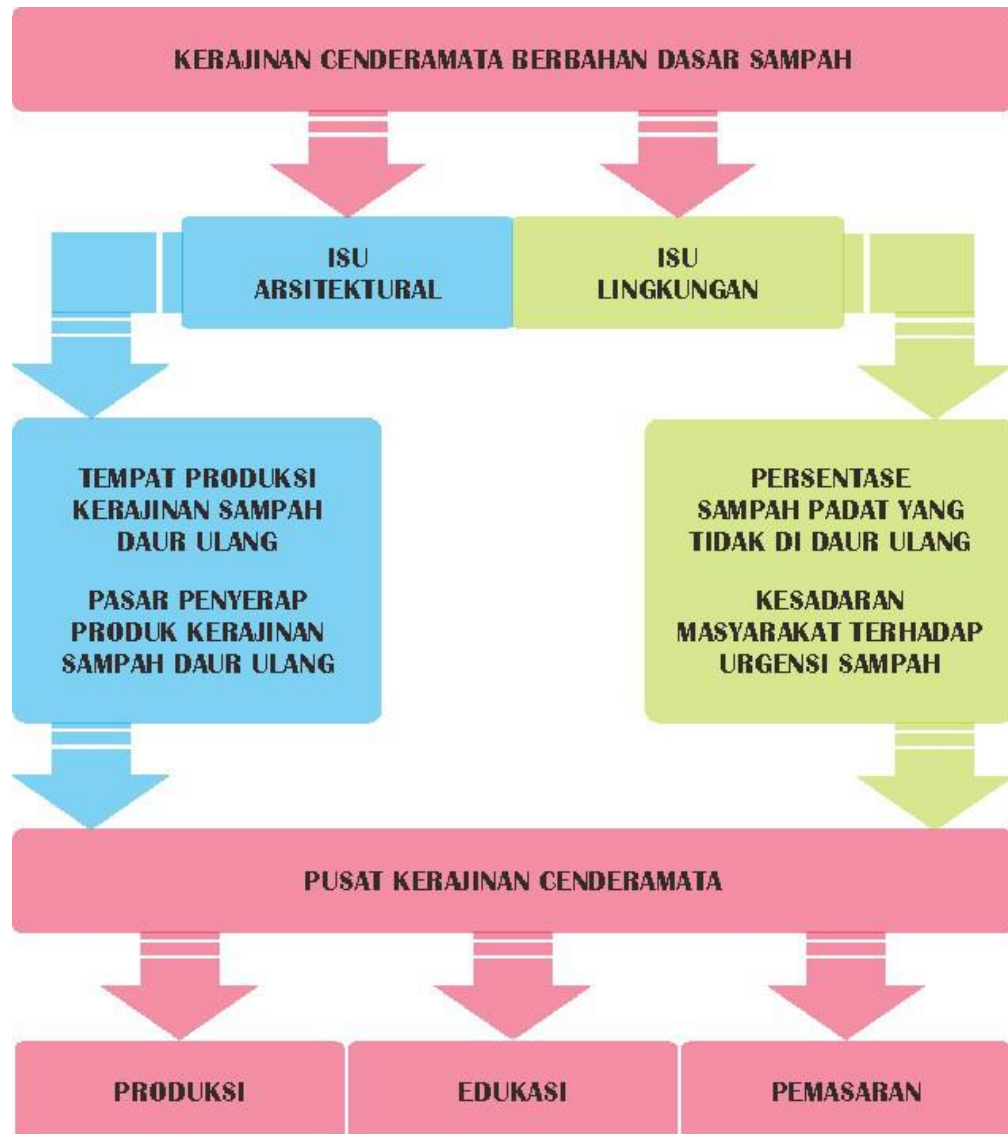 KERAJINAN CENDERAMATA BERBAHAN DASAR SAMPAH
ISU
ARSITEKTURAL
ISU
LINGKUNGAN
TEMPAT PRODUKSI
KERAJINAN SAMPAH
DAUR ULANG
PASAR PENYERAP
PRODUK KERAJINAN
SAMPAH DAUR ULANG
PERSENTASE
SAMPAH PADAT YANG
TIDAK DI DAUR ULANG
KESADARAN
MASYARAKAT TERHADAP
URGENSI SAMPAH
PUSAT KERAJINAN CENDERAMATA
PRODUKSI
EDUKASI
PEMASARAN